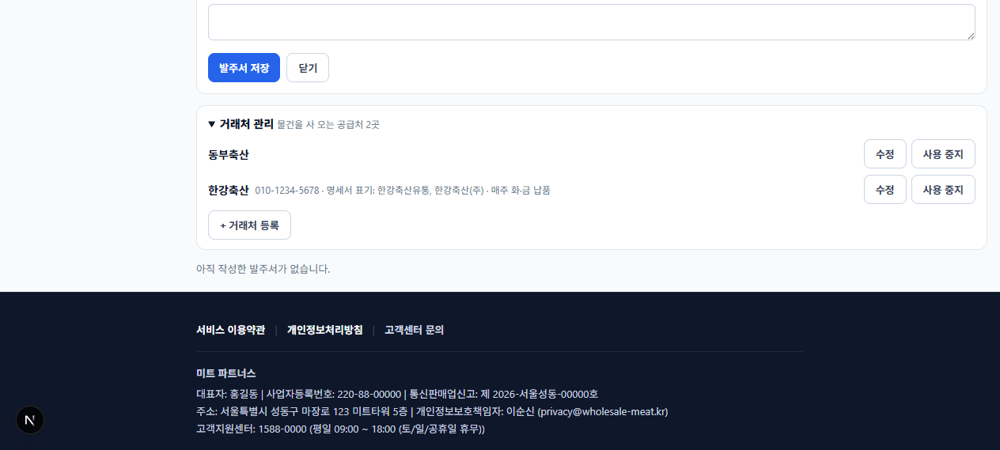 발주서 저장 닫기
▼ 거래처 관리 물건을 사 오는 공급처 2곳
동부축산 수정 사용 중지
한강축산 010-1234-5678 · 명세서 표기: 한강축산유통, 한강축산(주) · 매주 화·금 납품 수정 사용 중지
+ 거래처 등록
아직 작성한 발주서가 없습니다.
서비스 이용약관 | 개인정보처리방침 | 고객센터 문의
미트 파트너스
대표자: 홍길동 | 사업자등록번호: 220-88-00000 | 통신판매업신고: 제 2026-서울성동-00000호
주소: 서울특별시 성동구 마장로 123 미트타워 5층 | 개인정보보호책임자: 이순신 (privacy@wholesale-meat.kr)
고객지원센터: 1588-0000 (평일 09:00 ~ 18:00 (토/일/공휴일 휴무))
N